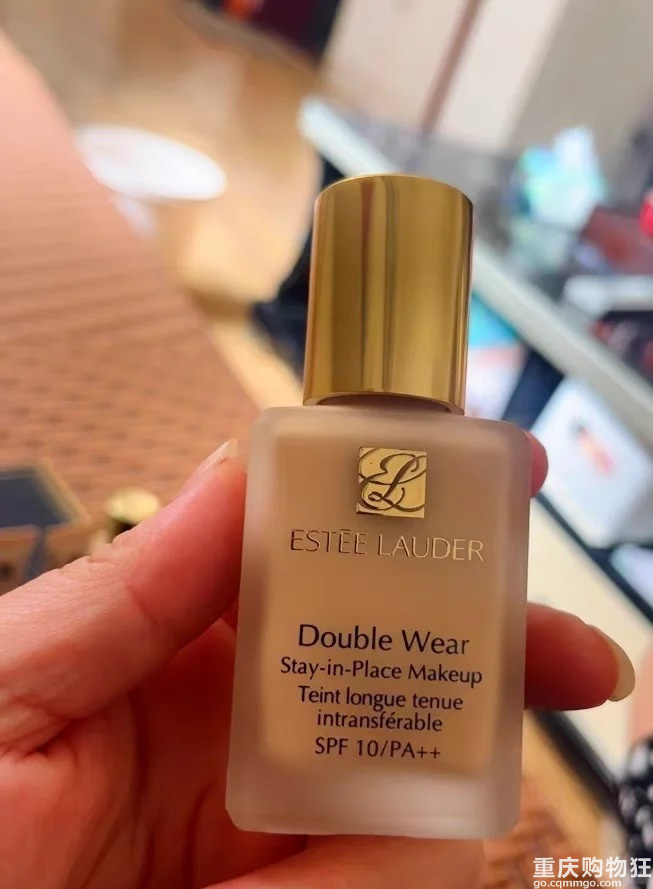 EL
ESTĒE LAUDER
Double Wear
Stay-in-Place Makeup
Teint longue tenue
intransférable
SPF 10/PA++
重庆购物狂
go.cqmmgo.com